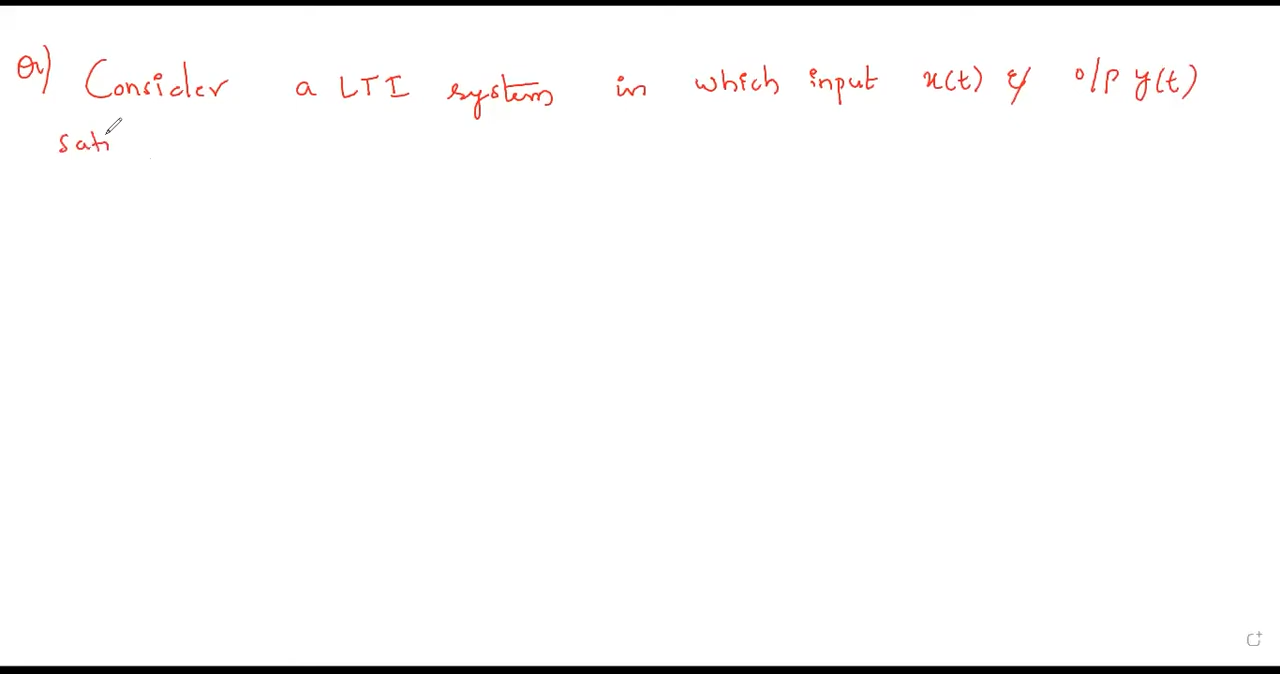 Q) Consider a LTI system in which input x(t) & o/p y(t)
sati